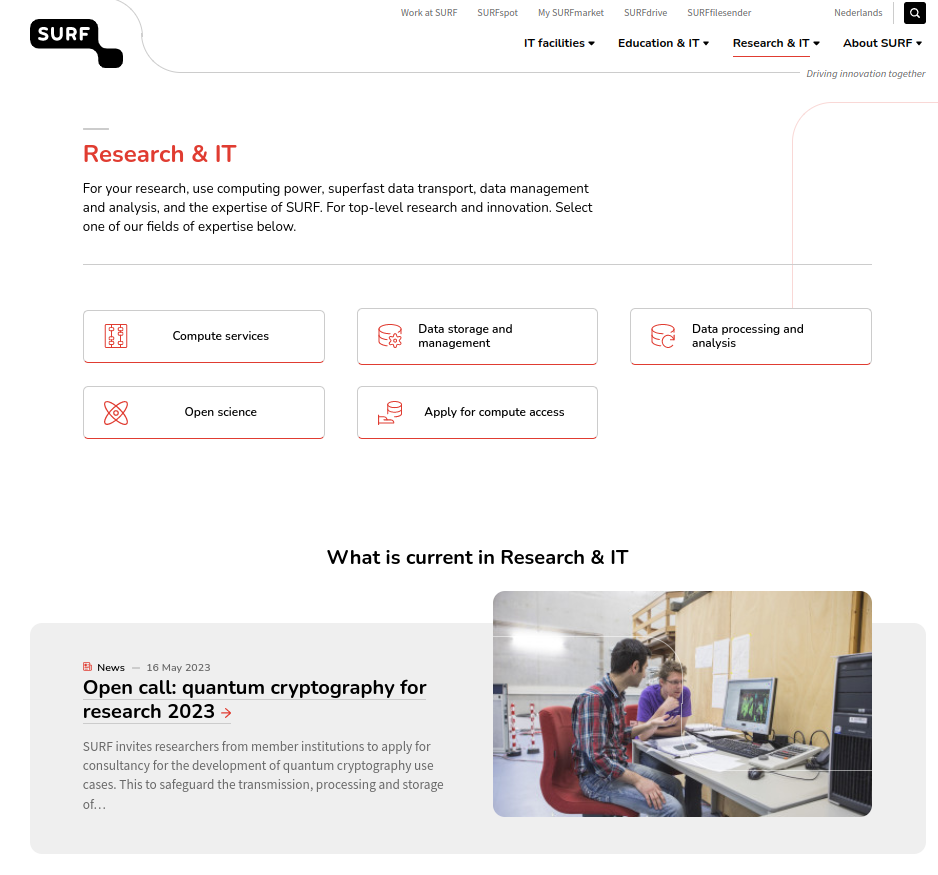 Work at SURF
SURFspot
My SURFmarket
SURFdrive
SURFfilesender
Nederlands
SURF
IT facilities
Education & IT
Research & IT
About SURF
Driving innovation together
Research & IT
For your research, use computing power, superfast data transport, data management
and analysis, and the expertise of SURF. For top-level research and innovation. Select
one of our fields of expertise below.
Compute services
Data storage and
management
Data processing and
analysis
Open science
Apply for compute access
What is current in Research & IT
News — 16 May 2023
Open call: quantum cryptography for
research 2023 →
SURF invites researchers from member institutions to apply for
consultancy for the development of quantum cryptography use
cases. This to safeguard the transmission, processing and storage
of…